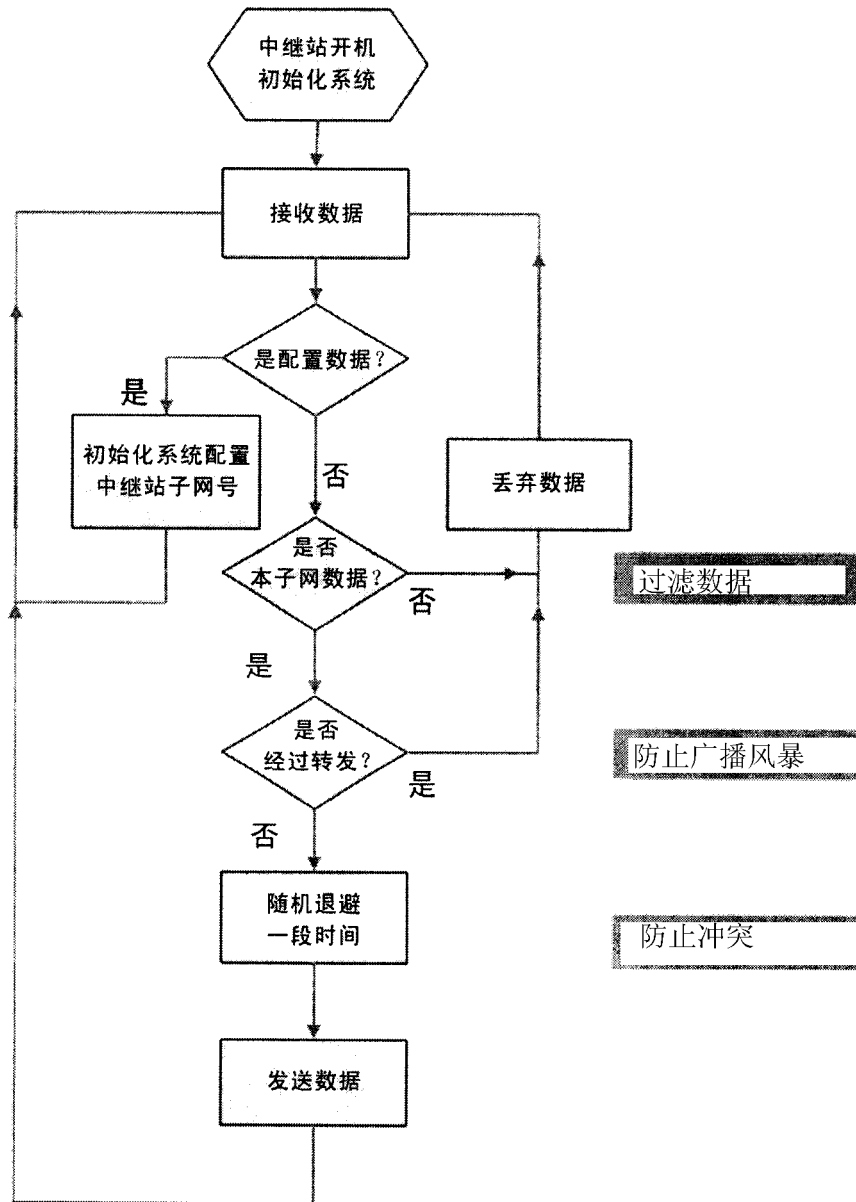 中继站开机
初始化系统
接收数据
是配置数据？
是
初始化系统配置
中继站子网号
否
丢弃数据
是否
本子网数据？
否
过滤数据
是
是否
经过转发？
是
防止广播风暴
否
随机退避
一段时间
防止冲突
发送数据